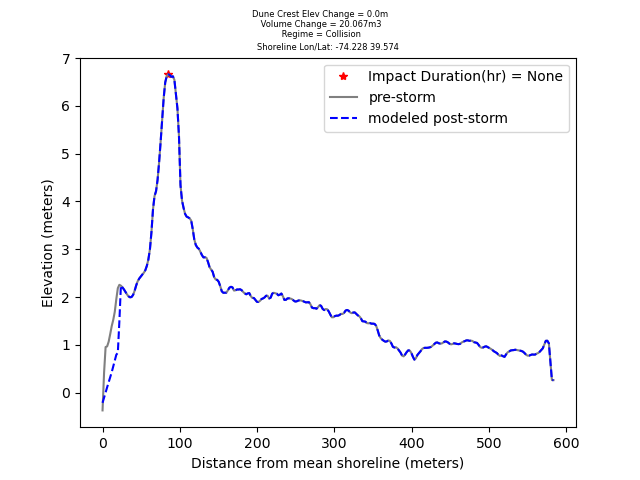 Dune Crest Elev Change = 0.0m
Volume Change = 20.067m3
Regime = Collision
Shoreline Lon/Lat: -74.228 39.574
Impact Duration(hr) = None
pre-storm
modeled post-storm
Elevation (meters)
7
6
5
4
3
2
1
0
0 100 200 300 400 500 600
Distance from mean shoreline (meters)